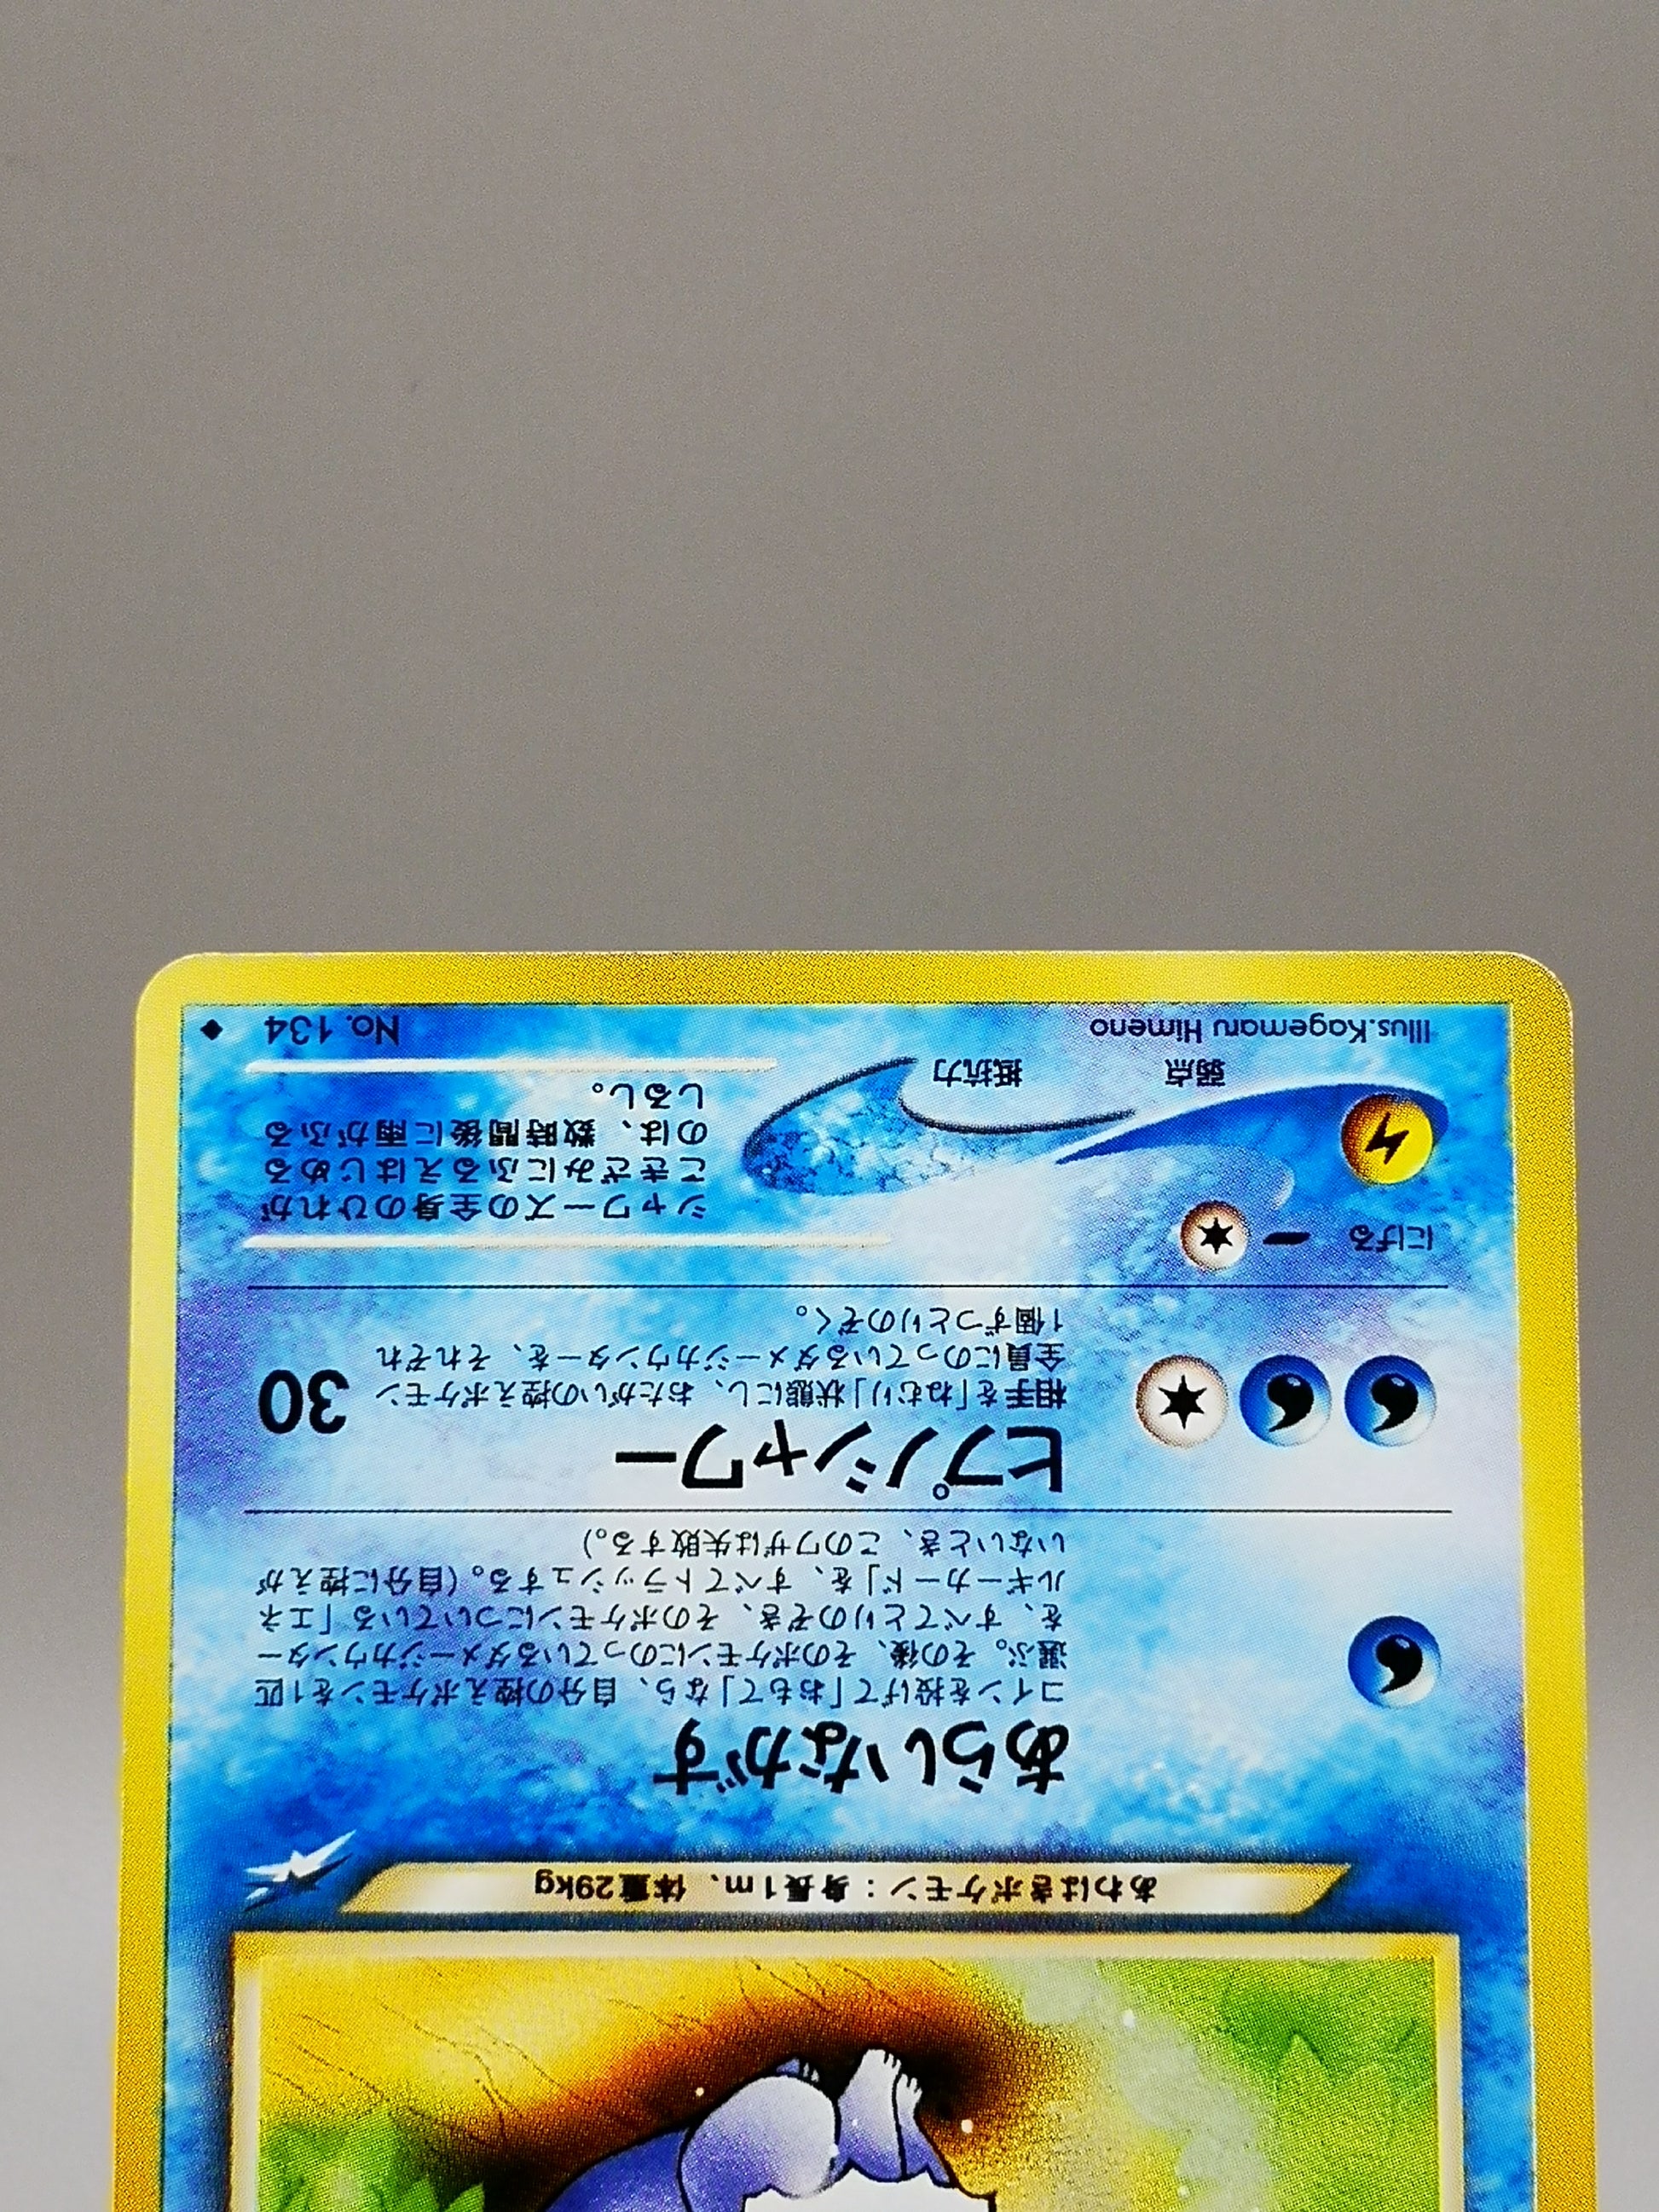 あわはきポケモン：身長1m、体重29kg
あらいながす
コインを投げて「おもて」なら、自分の控えポケモンを1匹
選ぶ。その後、そのポケモンにのっているダメージカウンター
を、すべてとりのぞき、そのポケモンについている「エネ
ルギーカード」を、すべてトラッシュする。(自分に控えが
いないとき、このワザは失敗する。)
ヒプノシャワー 30
相手を「ねむり」状態にし、おたがいの控えポケモン
全員にのっているダメージカウンターを、それぞれ
1個ずつとりのぞく。
にげる
弱点 抵抗力
シャワーズの全身のひれが
こきざみにふるえはじめる
のは、数時間後に雨がふる
しるし。
Illus.Kagemaru Himeno
No. 134